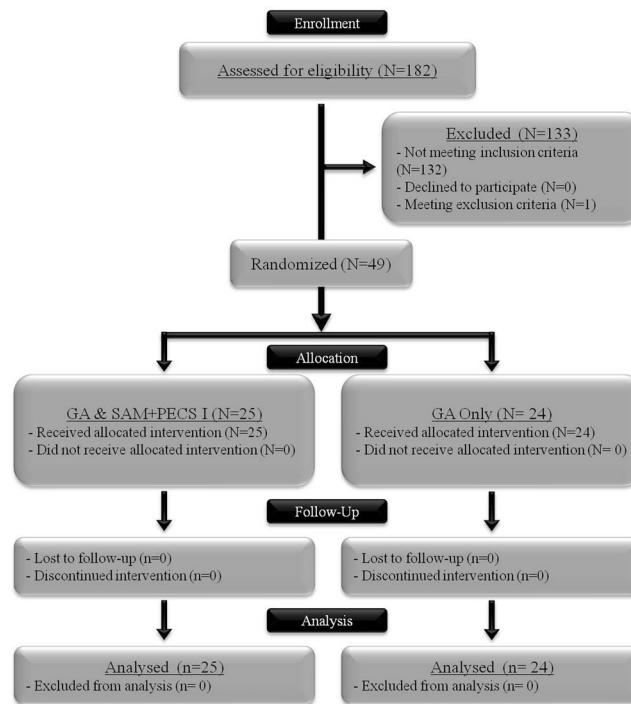 Enrollment
Assessed for eligibility (N=182)
Excluded (N=133)
- Not meeting inclusion criteria
(N=132)
- Declined to participate (N=0)
- Meeting exclusion criteria (N=1)
Randomized (N=49)
Allocation
GA & SAM+PECS I (N=25)
- Received allocated intervention (N=25)
- Did not receive allocated intervention (N=0)
GA Only (N= 24)
- Received allocated intervention (N=24)
- Did not receive allocated intervention (N= 0)
Follow-Up
- Lost to follow-up (n=0)
- Discontinued intervention (n=0)
- Lost to follow-up (n=0)
- Discontinued intervention (n=0)
Analysis
Analysed (n=25)
- Excluded from analysis (n= 0)
Analysed (n= 24)
- Excluded from analysis (n= 0)